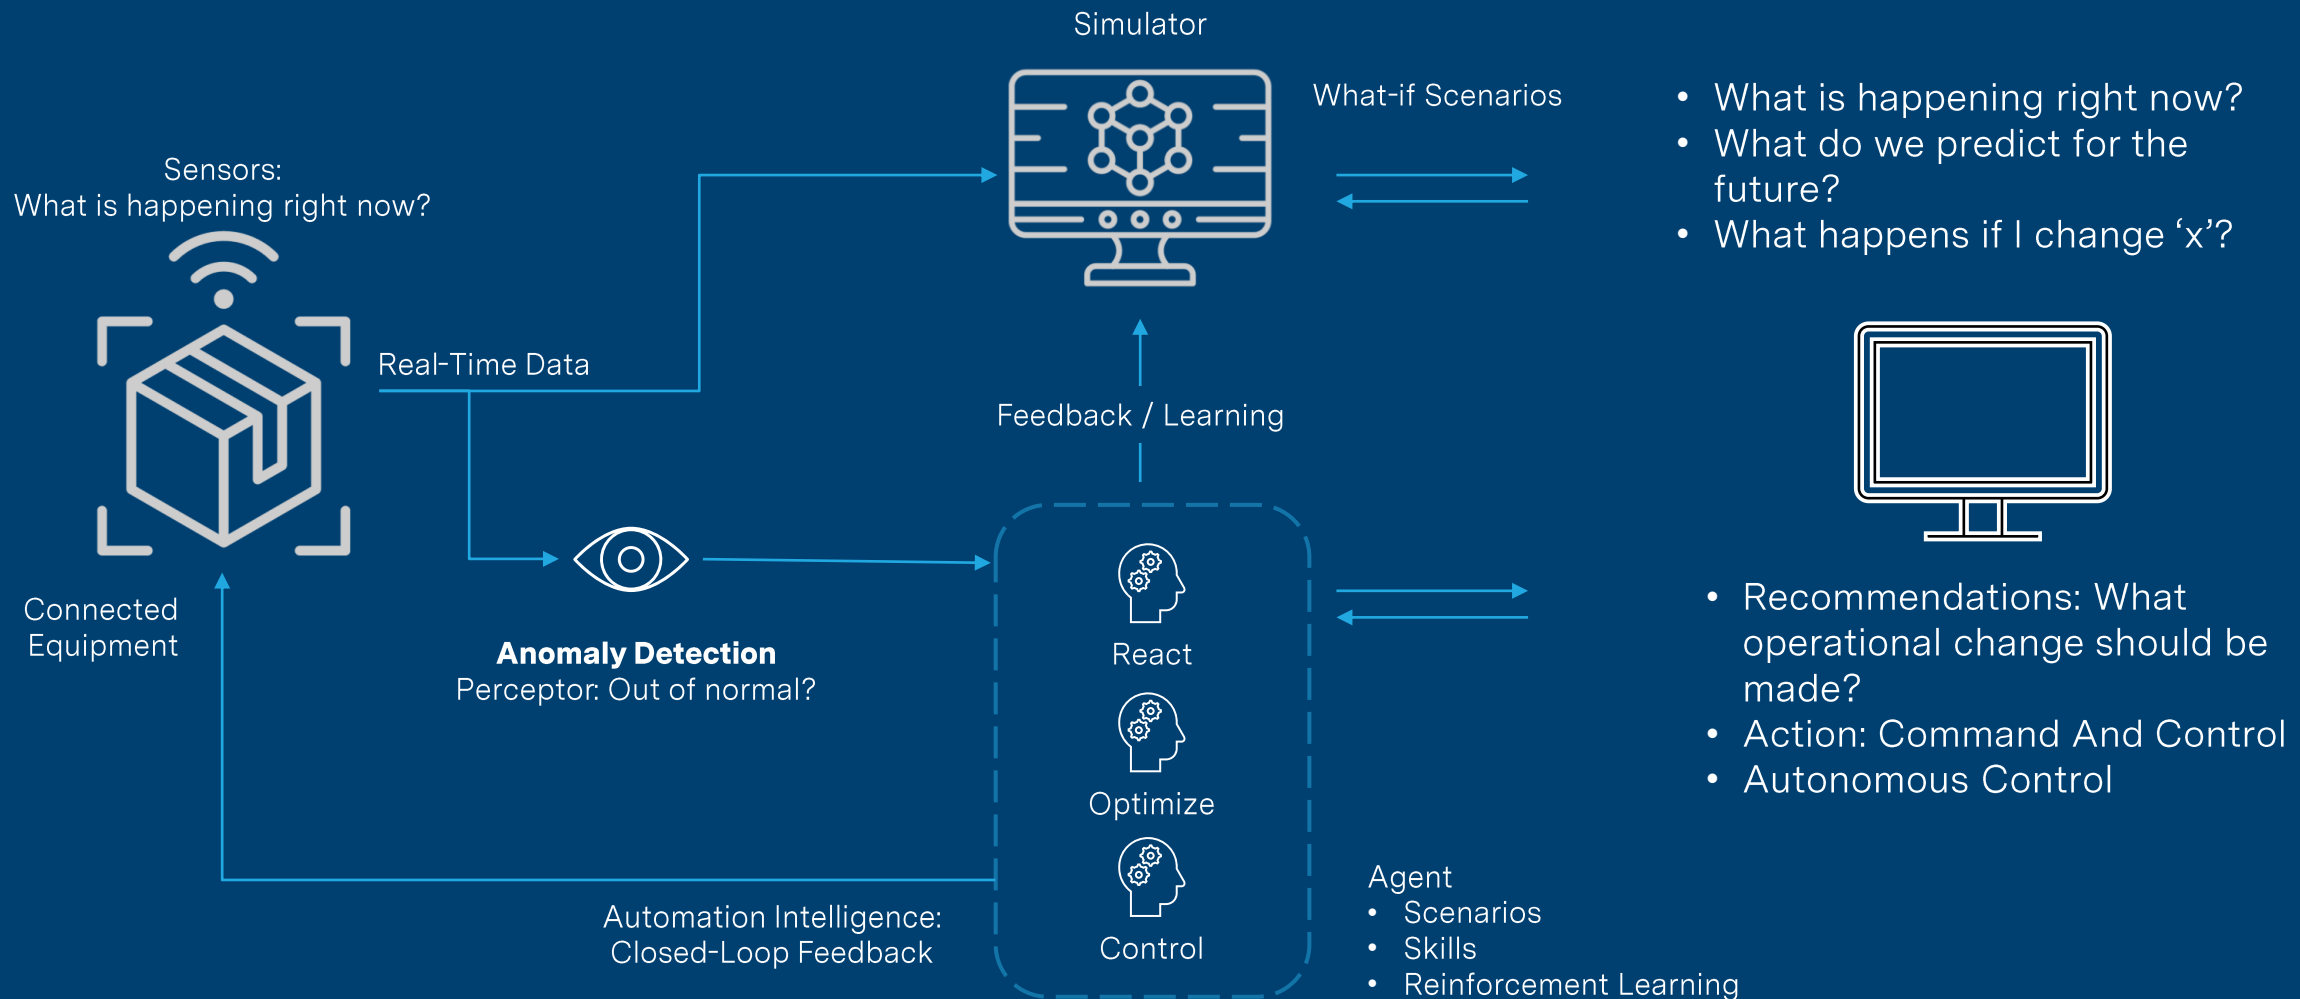 Simulator
What-if Scenarios
• What is happening right now?
• What do we predict for the
future?
• What happens if I change ‘x’?
Sensors:
What is happening right now?
Real-Time Data
Feedback / Learning
Connected
Equipment
Anomaly Detection
Perceptor: Out of normal?
React
Optimize
Control
• Recommendations: What
operational change should be
made?
• Action: Command And Control
• Autonomous Control
Automation Intelligence:
Closed-Loop Feedback
Agent
• Scenarios
• Skills
• Reinforcement Learning